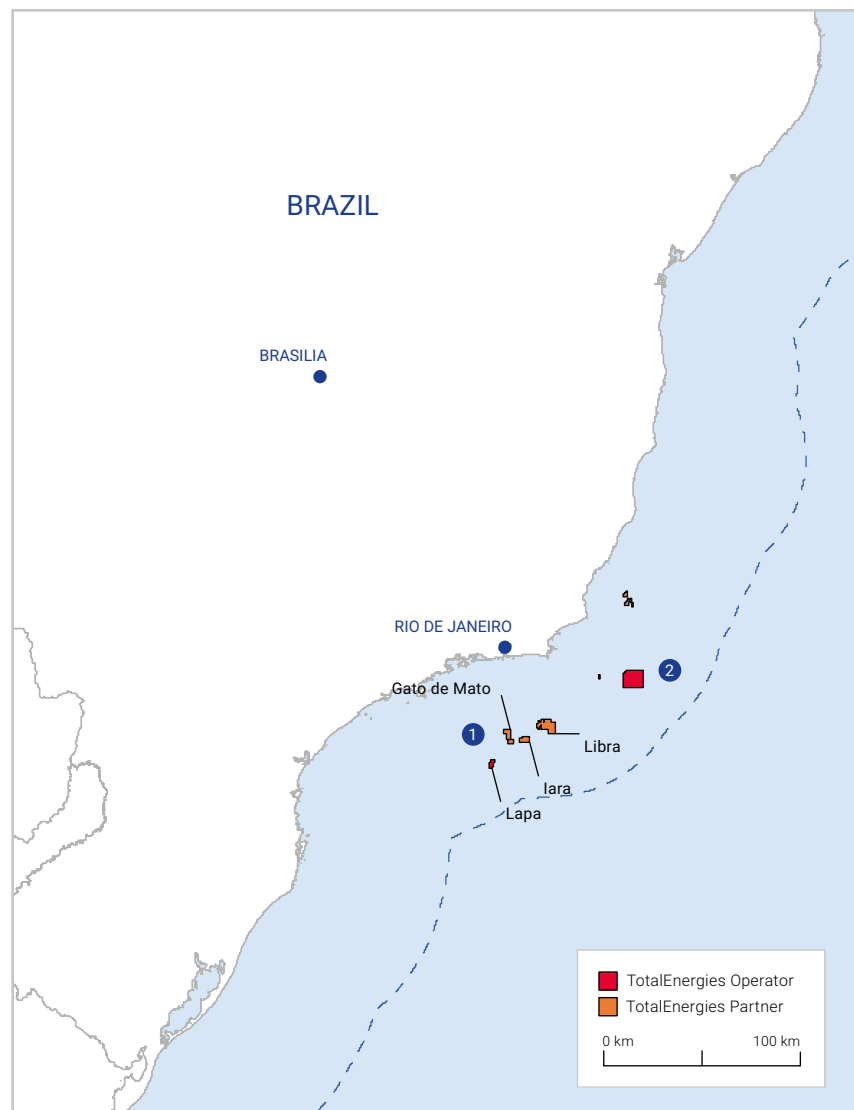 BRAZIL
BRASILIA
RIO DE JANEIRO
2
Gato de Mato
1
Libra
Iara
Lapa
TotalEnergies Operator
TotalEnergies Partner
0 km 100 km